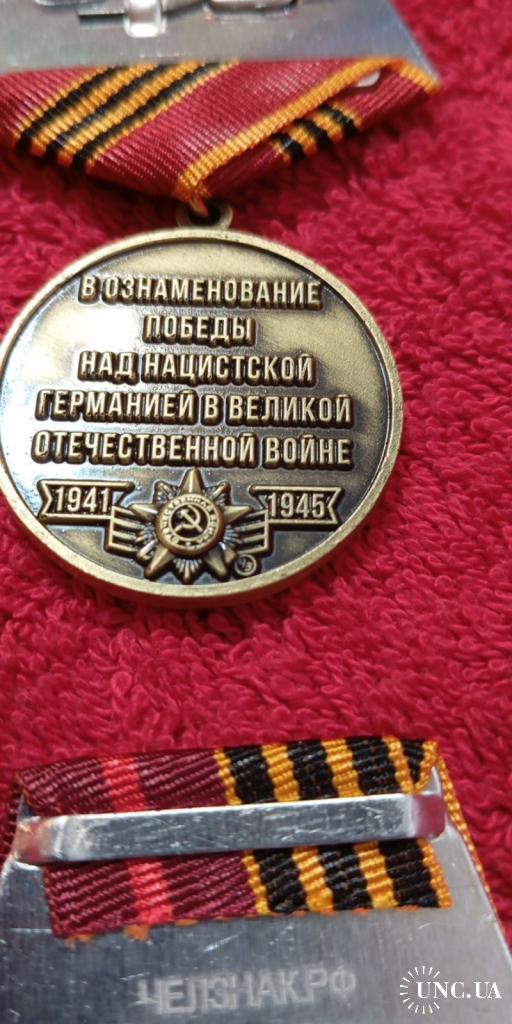 В ОЗНАМЕНОВАНИЕ
ПОБЕДЫ
НАД НАЦИСТСКОЙ
ГЕРМАНИЕЙ В ВЕЛИКОЙ
ОТЕЧЕСТВЕННОЙ ВОЙНЕ
1941 1945
ЧЕЛЗНАК.РФ
UNC.UA